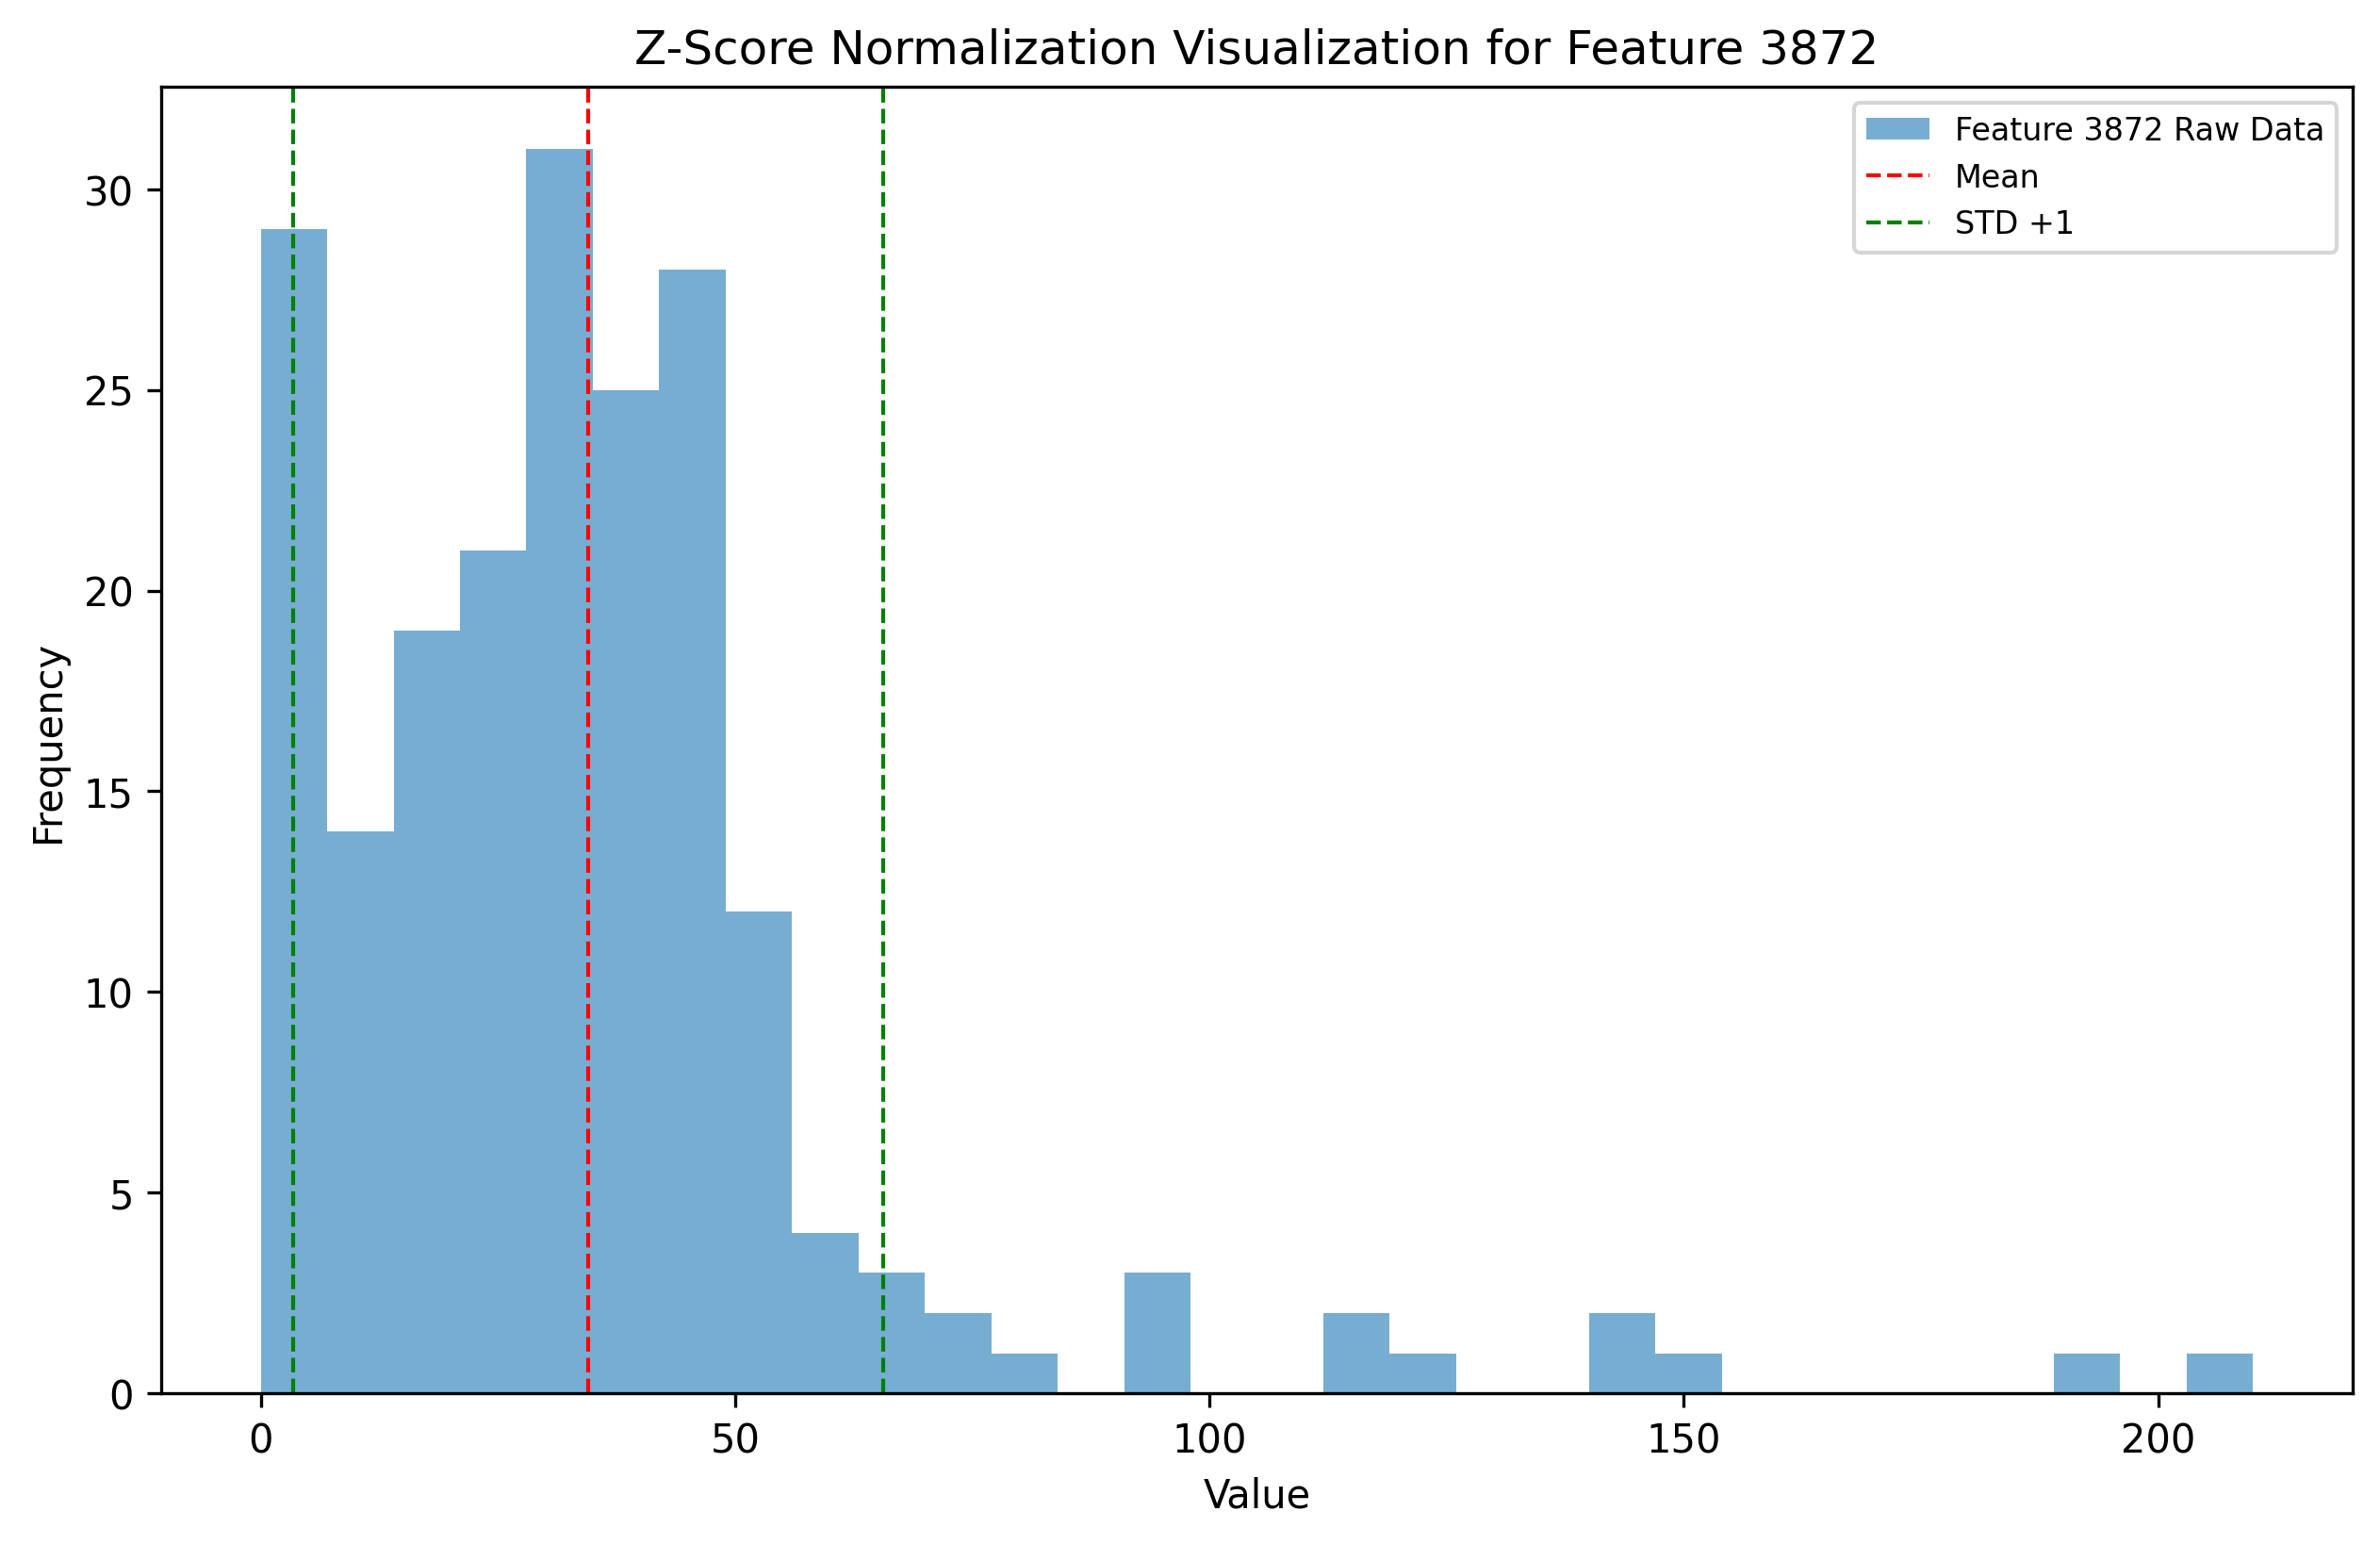 Z-Score Normalization Visualization for Feature 3872
Feature 3872 Raw Data
Mean
STD +1
30
25
20
15
10
5
0
Frequency
0 50 100 150 200
Value